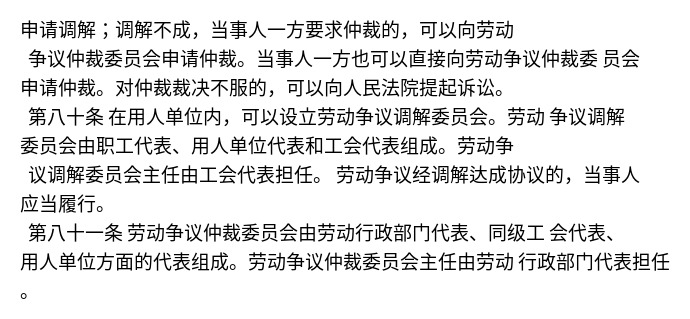 申请调解；调解不成，当事人一方要求仲裁的，可以向劳动
争议仲裁委员会申请仲裁。当事人一方也可以直接向劳动争议仲裁委 员会
申请仲裁。对仲裁裁决不服的，可以向人民法院提起诉讼。
第八十条 在用人单位内，可以设立劳动争议调解委员会。劳动 争议调解
委员会由职工代表、用人单位代表和工会代表组成。劳动争
议调解委员会主任由工会代表担任。 劳动争议经调解达成协议的，当事人
应当履行。
第八十一条 劳动争议仲裁委员会由劳动行政部门代表、同级工 会代表、
用人单位方面的代表组成。劳动争议仲裁委员会主任由劳动 行政部门代表担任
。